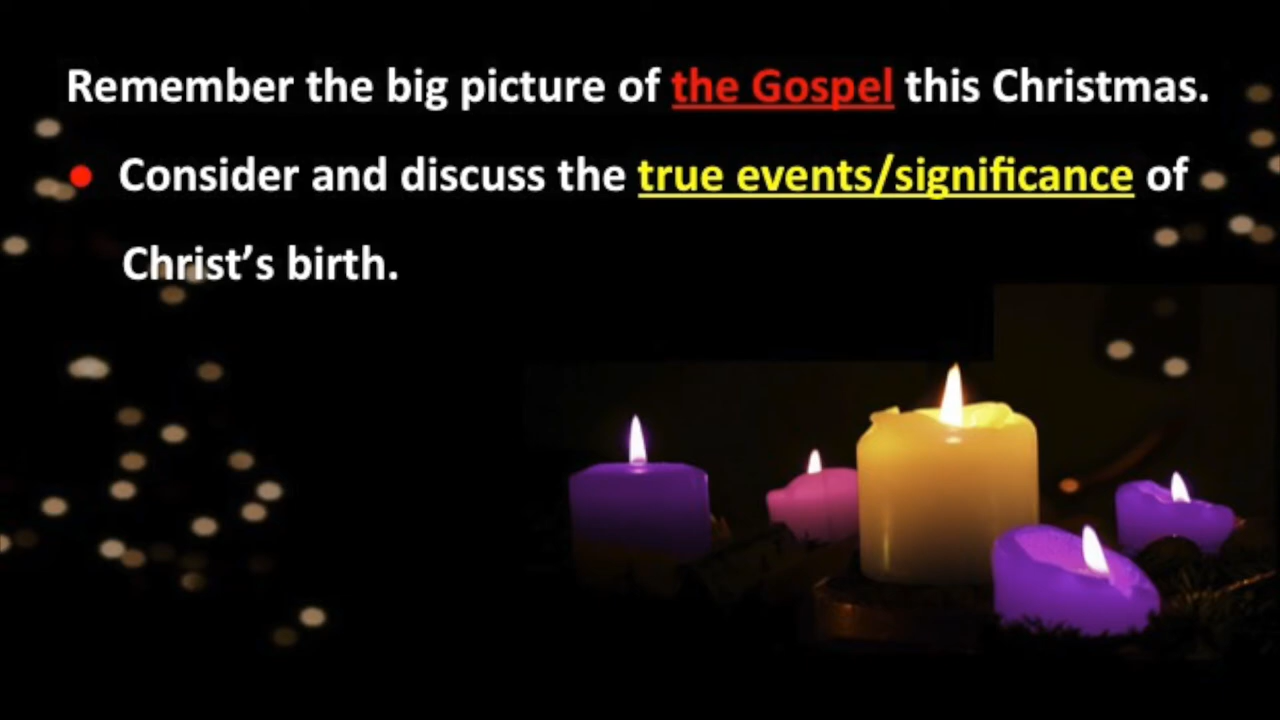 Remember the big picture of the Gospel this Christmas.
• Consider and discuss the true events/significance of
Christ’s birth.